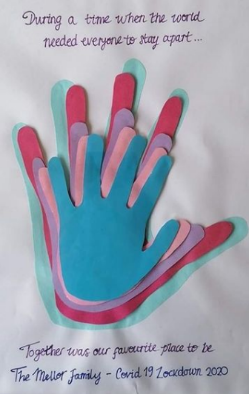 During a time when the world
needed everyone to stay apart...
Together was our favourite place to be
The Mellor Family - Covid 19 Lockdown 2020